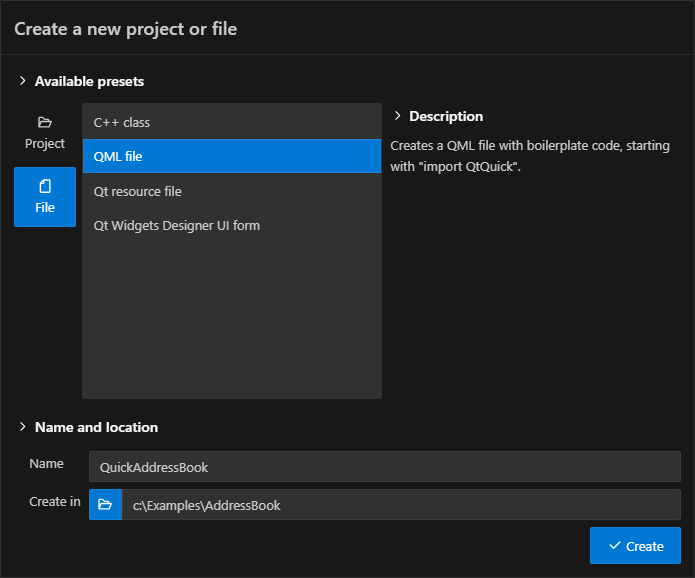 Create a new project or file
Available presets
Project
File
C++ class
QML file
Qt resource file
Qt Widgets Designer UI form
Description
Creates a QML file with boilerplate code, starting
with "import QtQuick".
Name and location
Name
QuickAddressBook
Create in
c:\Examples\AddressBook
Create